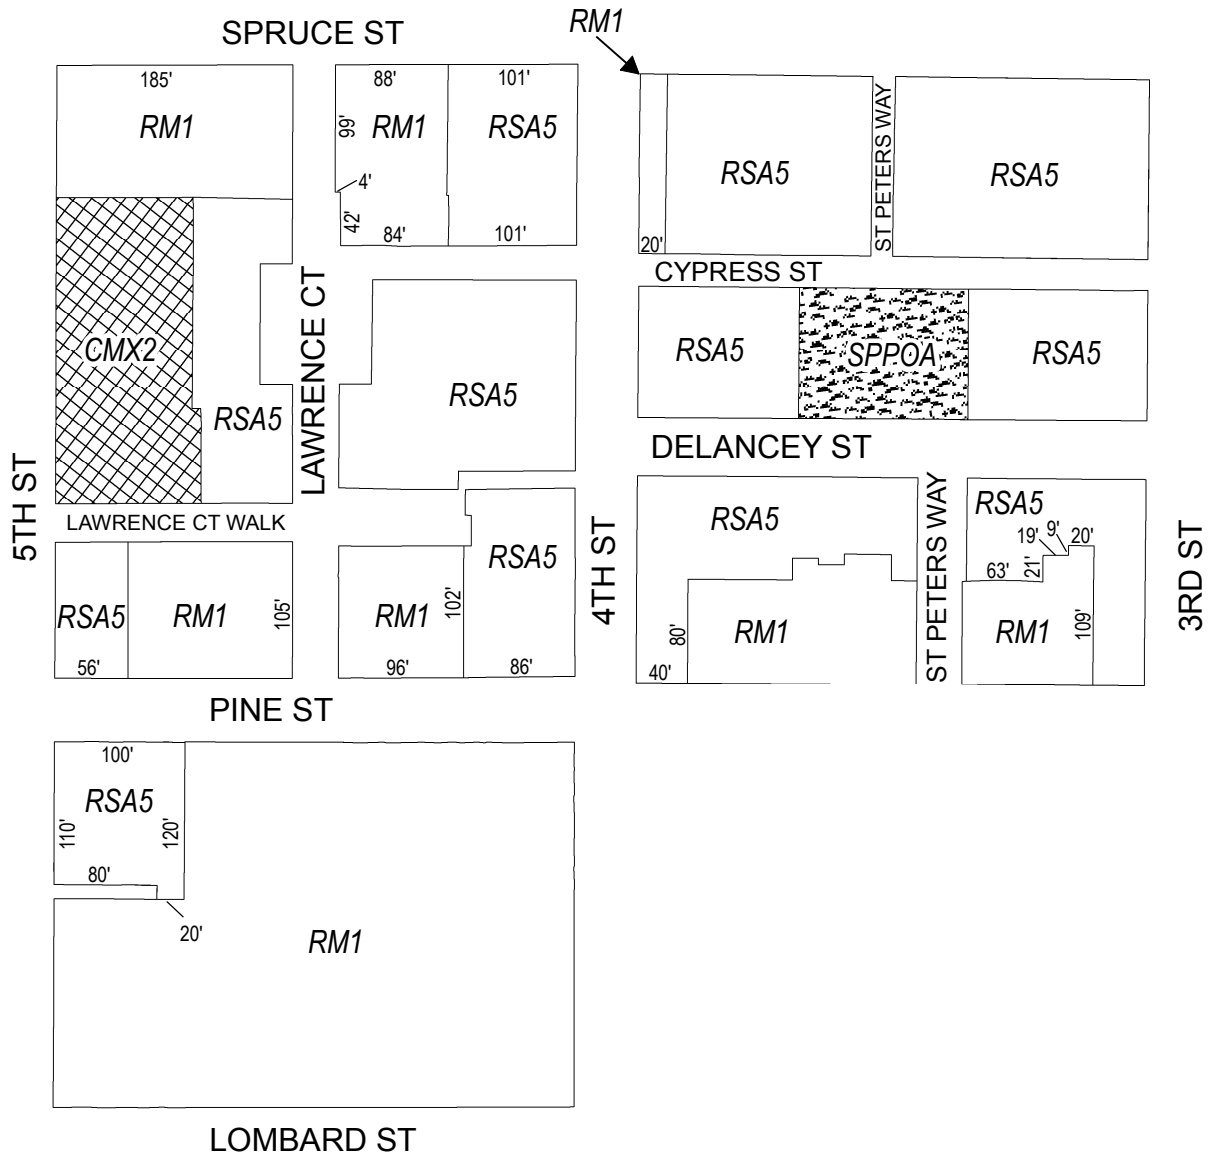 RM1
SPRUCE ST
185'
RM1
88'
99'
RM1
101'
RSA5
4'
42'
84'
101'
RSA5
20'
ST PETERS WAY
RSA5
CYPRESS ST
CMX2
RSA5
LAWRENCE CT
RSA5
RSA5
SPPOA
RSA5
DELANCEY ST
5TH ST
LAWRENCE CT WALK
RSA5
56'
RM1
105'
RM1
102'
96'
RSA5
86'
4TH ST
RSA5
80'
40'
RM1
ST PETERS WAY
RSA5
19'
9'
20'
63'
21'
RM1
109'
3RD ST
PINE ST
100'
RSA5
110'
120'
80'
20'
RM1
LOMBARD ST